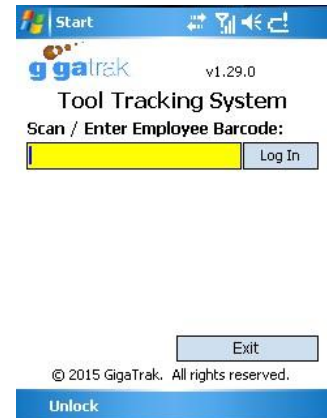 Start
gigatrak
v1.29.0
Tool Tracking System
Scan / Enter Employee Barcode:
Log In
Exit
© 2015 GigaTrak. All rights reserved.
Unlock